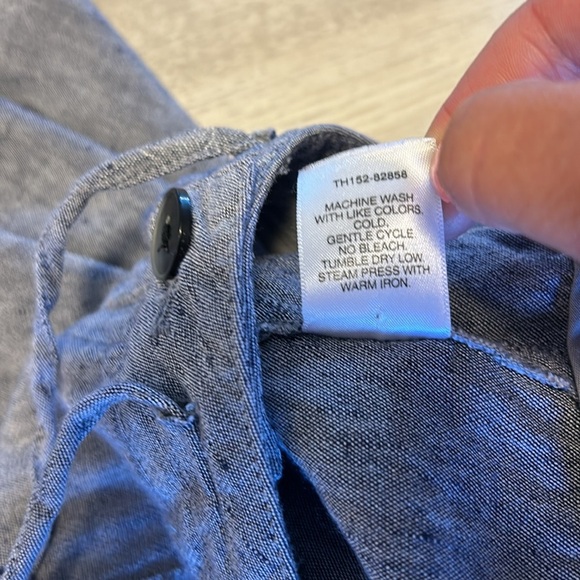 TH152-82858
MACHINE WASH
WITH LIKE COLORS,
COLD.
GENTLE CYCLE
NO BLEACH.
TUMBLE DRY LOW.
STEAM PRESS WITH
WARM IRON.